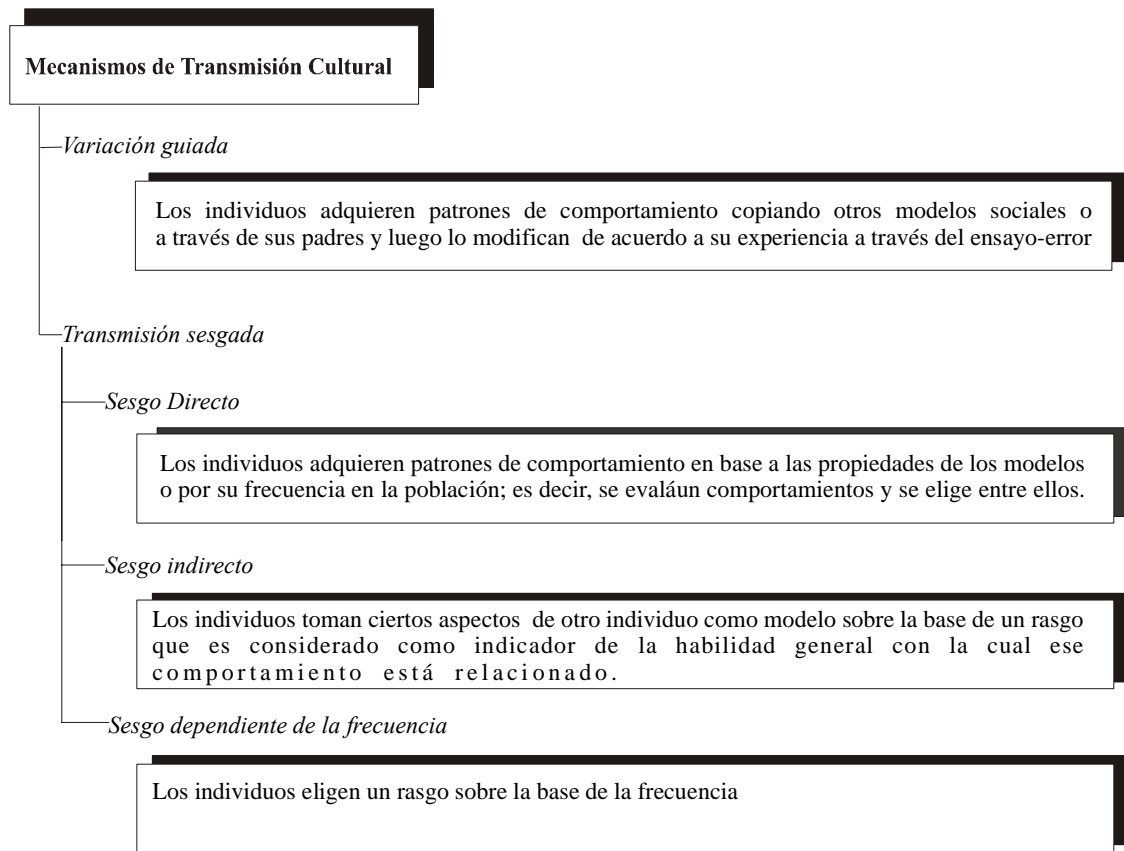 Mecanismos de Transmisión Cultural
Variación guiada
Los individuos adquieren patrones de comportamiento copiando otros modelos sociales o
a través de sus padres y luego lo modifican de acuerdo a su experiencia a través del ensayo-error
Transmisión sesgada
Sesgo Directo
Los individuos adquieren patrones de comportamiento en base a las propiedades de los modelos
o por su frecuencia en la población; es decir, se evaláun comportamientos y se elige entre ellos.
Sesgo indirecto
Los individuos toman ciertos aspectos de otro individuo como modelo sobre la base de un rasgo
que es considerado como indicador de la habilidad general con la cual ese
comportamiento está relacionado.
Sesgo dependiente de la frecuencia
Los individuos eligen un rasgo sobre la base de la frecuencia